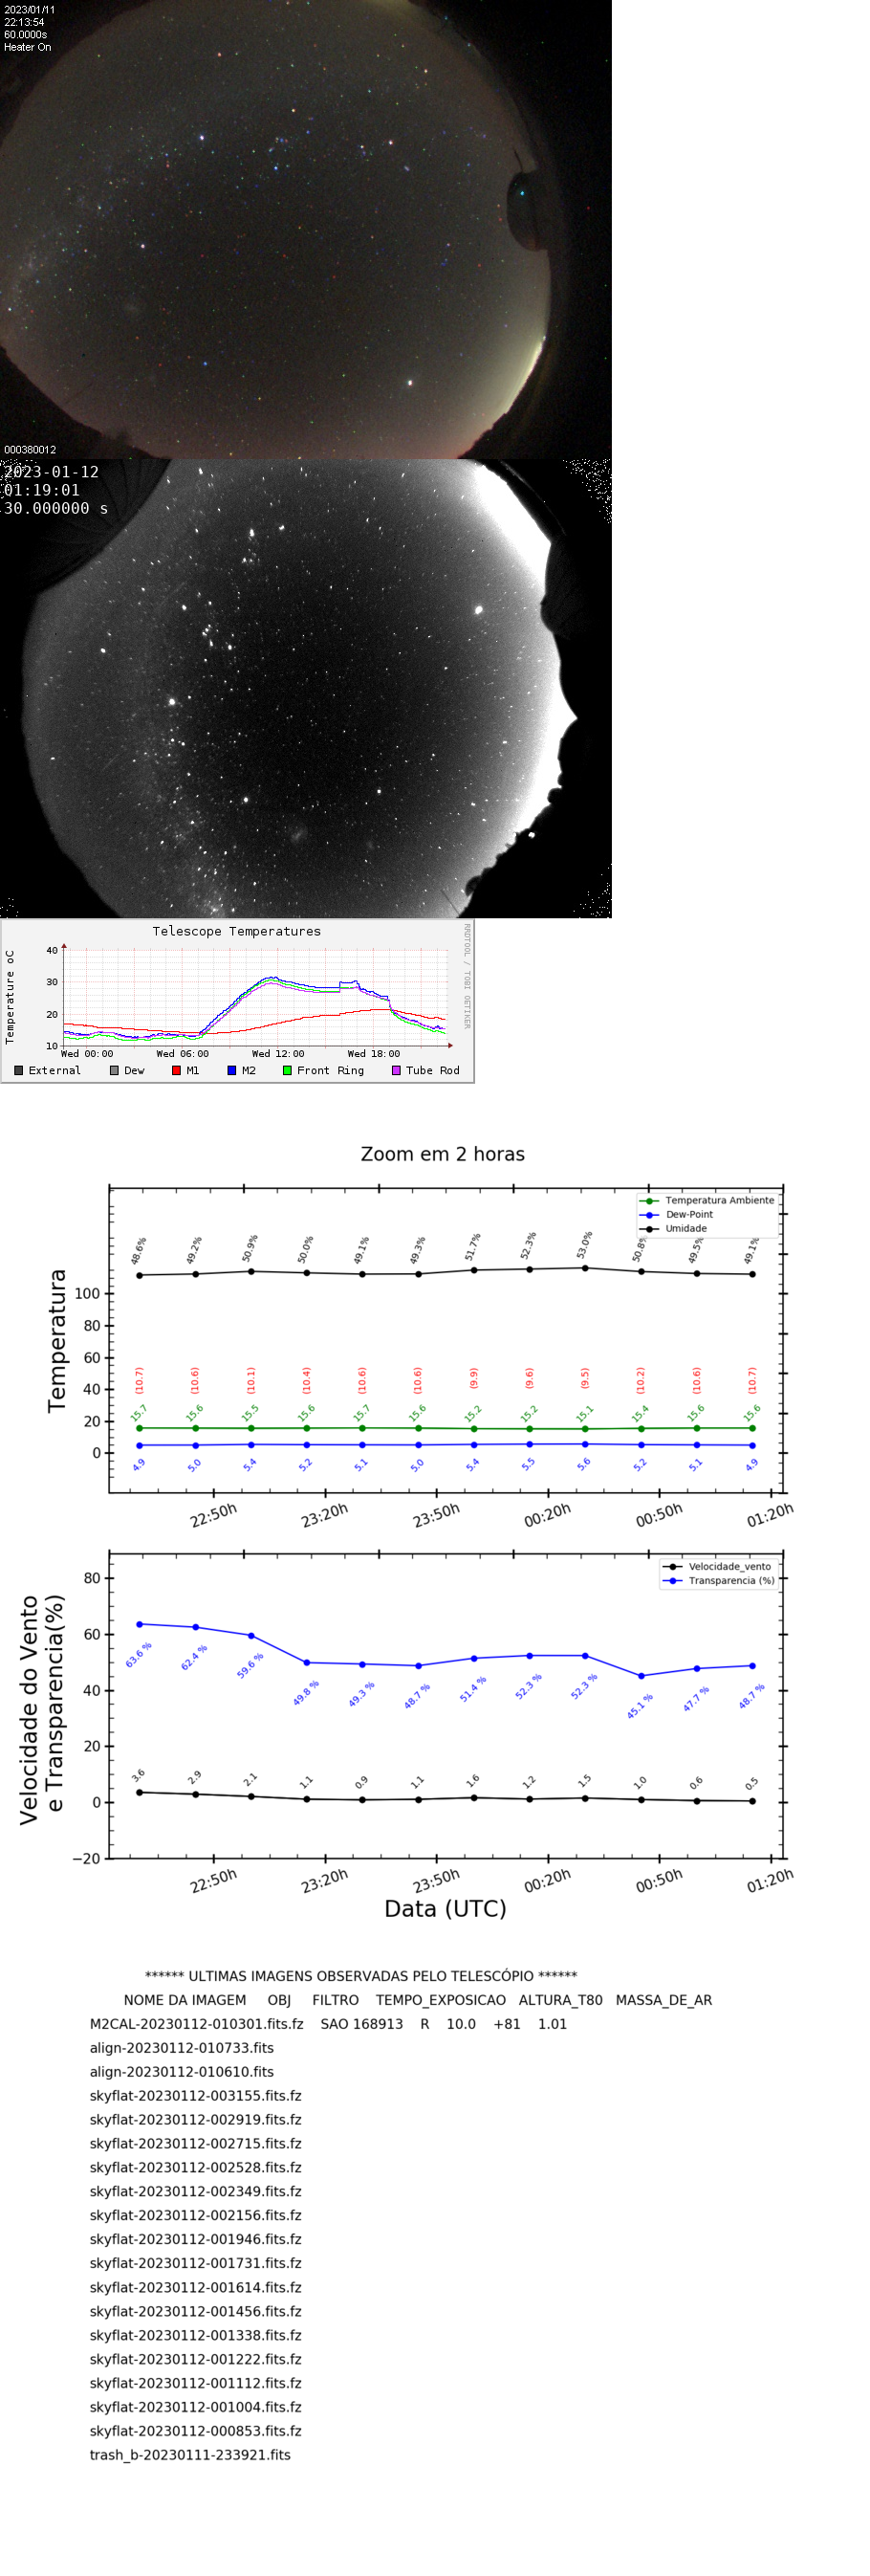 2023/01/11
22:13:54
60.0000s
Heater On
000380012
2023-01-12
01:19:01
30.000000 s
Telescope Temperatures
RRDTOOL / TOBI OETIKER
Temperature oC
40
30
20
10
Wed 00:00 Wed 06:00 Wed 12:00 Wed 18:00
External Dew M1 M2 Front Ring Tube Rod
Zoom em 2 horas
Temperatura Ambiente
Dew-Point
Umidade
48.6% 49.2% 50.9% 50.0% 49.1% 49.3% 51.7% 52.3% 53.0% 50.8% 49.5% 49.1%
Temperatura
100
80
60
40
20
0
(10.7) (10.6) (10.1) (10.4) (10.6) (10.6) (9.9) (9.6) (9.5) (10.2) (10.6) (10.7)
15.7 15.6 15.5 15.6 15.7 15.6 15.2 15.2 15.1 15.4 15.6 15.6
4.9 5.0 5.4 5.2 5.1 5.0 5.4 5.5 5.6 5.2 5.1 4.9
22:50h 23:20h 23:50h 00:20h 00:50h 01:20h
Velocidade_vento
Transparencia (%)
Velocidade do Vento
e Transparencia(%)
80
60
40
20
0
−20
63.6 % 62.4 % 59.6 % 49.8 % 49.3 % 48.7 % 51.4 % 52.3 % 52.3 % 45.1 % 47.7 % 48.7 %
3.6 2.9 2.1 1.1 0.9 1.1 1.6 1.2 1.5 1.0 0.6 0.5
22:50h 23:20h 23:50h 00:20h 00:50h 01:20h
Data (UTC)
****** ULTIMAS IMAGENS OBSERVADAS PELO TELESCÓPIO ******
NOME DA IMAGEM OBJ FILTRO TEMPO_EXPOSICAO ALTURA_T80 MASSA_DE_AR
M2CAL-20230112-010301.fits.fz SAO 168913 R 10.0 +81 1.01
align-20230112-010733.fits
align-20230112-010610.fits
skyflat-20230112-003155.fits.fz
skyflat-20230112-002919.fits.fz
skyflat-20230112-002715.fits.fz
skyflat-20230112-002528.fits.fz
skyflat-20230112-002349.fits.fz
skyflat-20230112-002156.fits.fz
skyflat-20230112-001946.fits.fz
skyflat-20230112-001731.fits.fz
skyflat-20230112-001614.fits.fz
skyflat-20230112-001456.fits.fz
skyflat-20230112-001338.fits.fz
skyflat-20230112-001222.fits.fz
skyflat-20230112-001112.fits.fz
skyflat-20230112-001004.fits.fz
skyflat-20230112-000853.fits.fz
trash_b-20230111-233921.fits